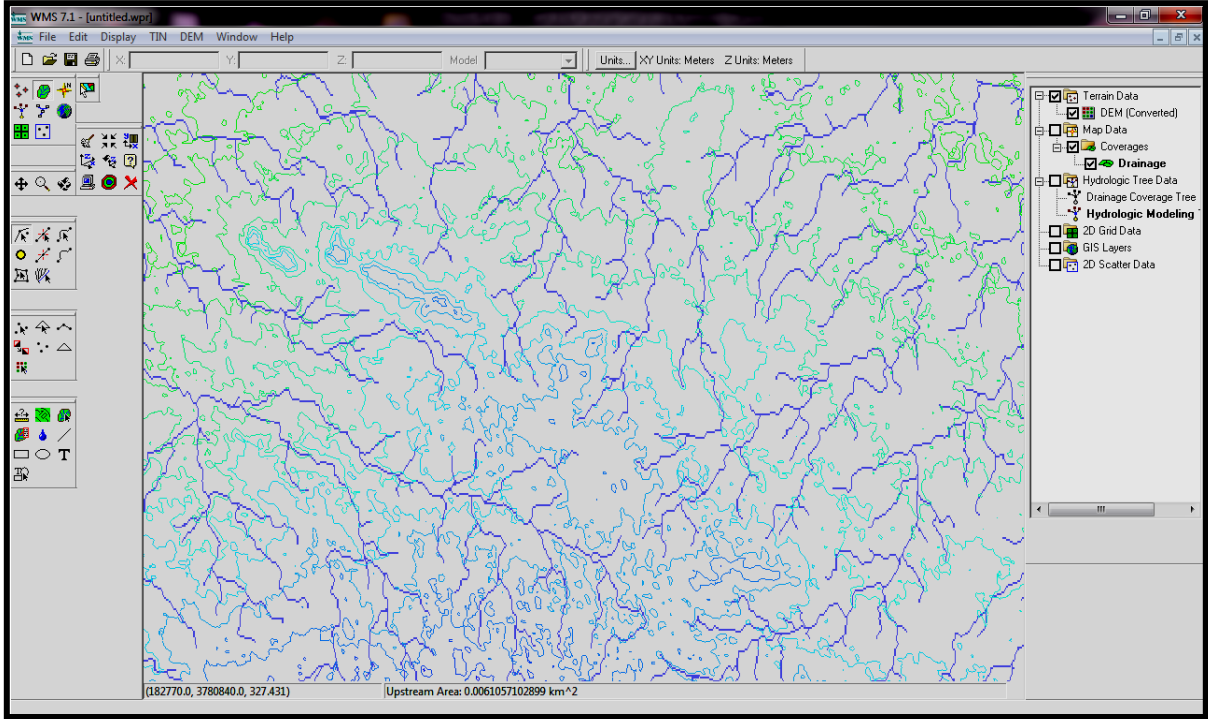 WMS 7.1 - [untitled.wpr]
File Edit Display TIN DEM Window Help
X: Y: Z: Model Units... XY Units: Meters Z Units: Meters
Terrain Data
DEM (Converted)
Map Data
Coverages
Drainage
Hydrologic Tree Data
Drainage Coverage Tree
Hydrologic Modeling
2D Grid Data
GIS Layers
2D Scatter Data
T
(182770.0, 3780840.0, 327.431) Upstream Area: 0.0061057102899 km^2